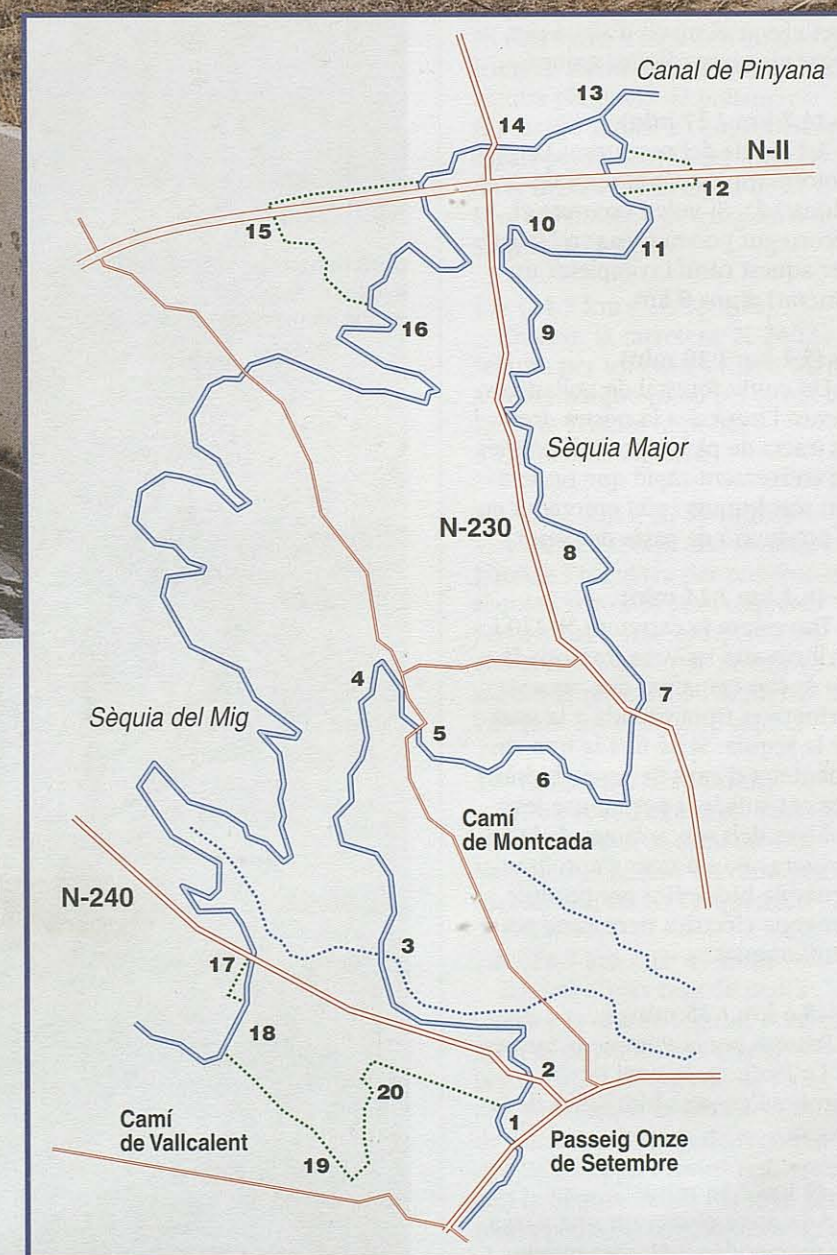 Canal de Pinyana
13
14
N-II
12
15
10
11
16
9
Sèquia Major
N-230
8
4
7
Sèquia del Mig
5
6
Camí
de Montcada
N-240
3
17
18
2
20
1
Camí
de Vallcalent
Passeig Onze
de Setembre
19